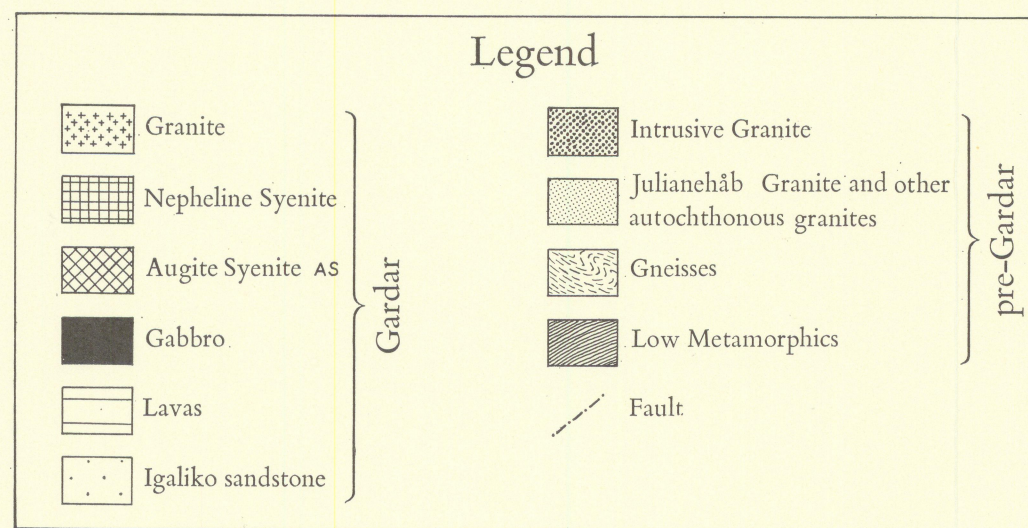 Legend
Granite
Nepheline Syenite
Augite Syenite AS
Gabbro
Lavas
Igaliko sandstone
Gardar
Intrusive Granite
Julianehåb Granite and other
autochthonous granites
Gneisses
Low Metamorphics
Fault
pre-Gardar